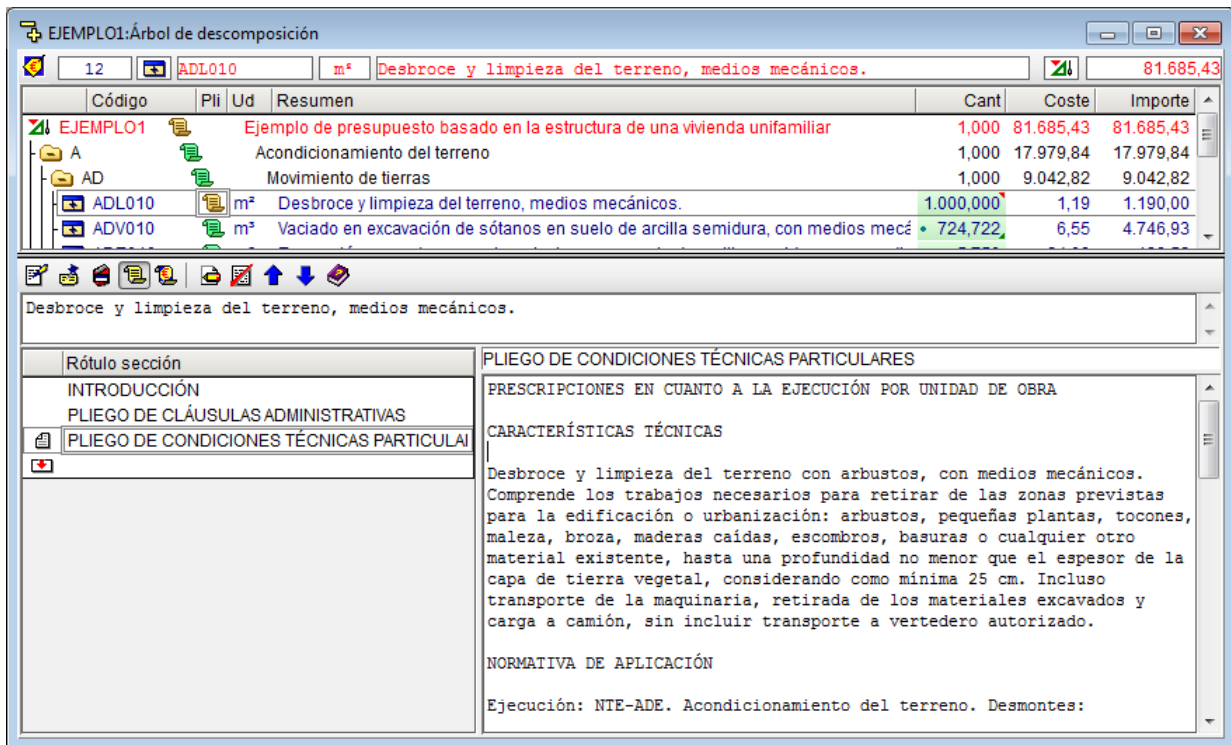 EJEMPLO1:Árbol de descomposición
12 ADL010 m² Desbroce y limpieza del terreno, medios mecánicos. 81.685,43
Código Pli Ud Resumen Cant Coste Importe
EJEMPLO1 Ejemplo de presupuesto basado en la estructura de una vivienda unifamiliar 1,000 81.685,43 81.685,43
A Acondicionamiento del terreno 1,000 17.979,84 17.979,84
AD Movimiento de tierras 1,000 9.042,82 9.042,82
ADL010 m² Desbroce y limpieza del terreno, medios mecánicos. 1.000,000 1,19 1.190,00
ADV010 m³ Vaciado en excavación de sótanos en suelo de arcilla semidura, con medios mecá 724,722 6,55 4.746,93
Desbroce y limpieza del terreno, medios mecánicos.
Rótulo sección
INTRODUCCIÓN
PLIEGO DE CLÁUSULAS ADMINISTRATIVAS
PLIEGO DE CONDICIONES TÉCNICAS PARTICULAI
PLIEGO DE CONDICIONES TÉCNICAS PARTICULARES
PRESCRIPCIONES EN CUANTO A LA EJECUCIÓN POR UNIDAD DE OBRA
CARACTERÍSTICAS TÉCNICAS
Desbroce y limpieza del terreno con arbustos, con medios mecánicos.
Comprende los trabajos necesarios para retirar de las zonas previstas
para la edificación o urbanización: arbustos, pequeñas plantas, tocones,
maleza, broza, maderas caídas, escombros, basuras o cualquier otro
material existente, hasta una profundidad no menor que el espesor de la
capa de tierra vegetal, considerando como mínima 25 cm. Incluso
transporte de la maquinaria, retirada de los materiales excavados y
carga a camión, sin incluir transporte a vertedero autorizado.
NORMATIVA DE APLICACIÓN
Ejecución: NTE-ADE. Acondicionamiento del terreno. Desmontes: